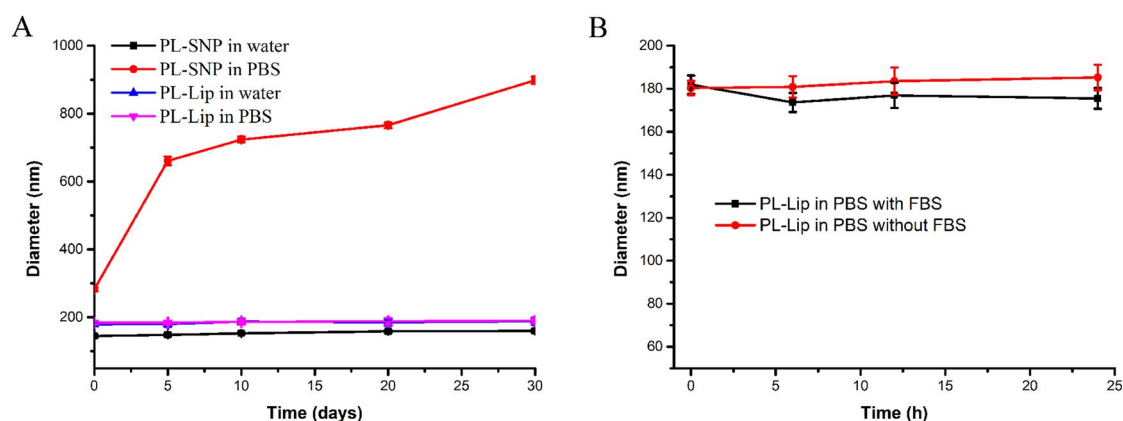 A
PL-SNP in water
PL-SNP in PBS
PL-Lip in water
PL-Lip in PBS
1000
800
600
400
200
Diameter (nm)
0
5
10
15
20
25
30
Time (days)
B
200
180
160
140
120
100
80
60
Diameter (nm)
PL-Lip in PBS with FBS
PL-Lip in PBS without FBS
0
5
10
15
20
25
Time (h)